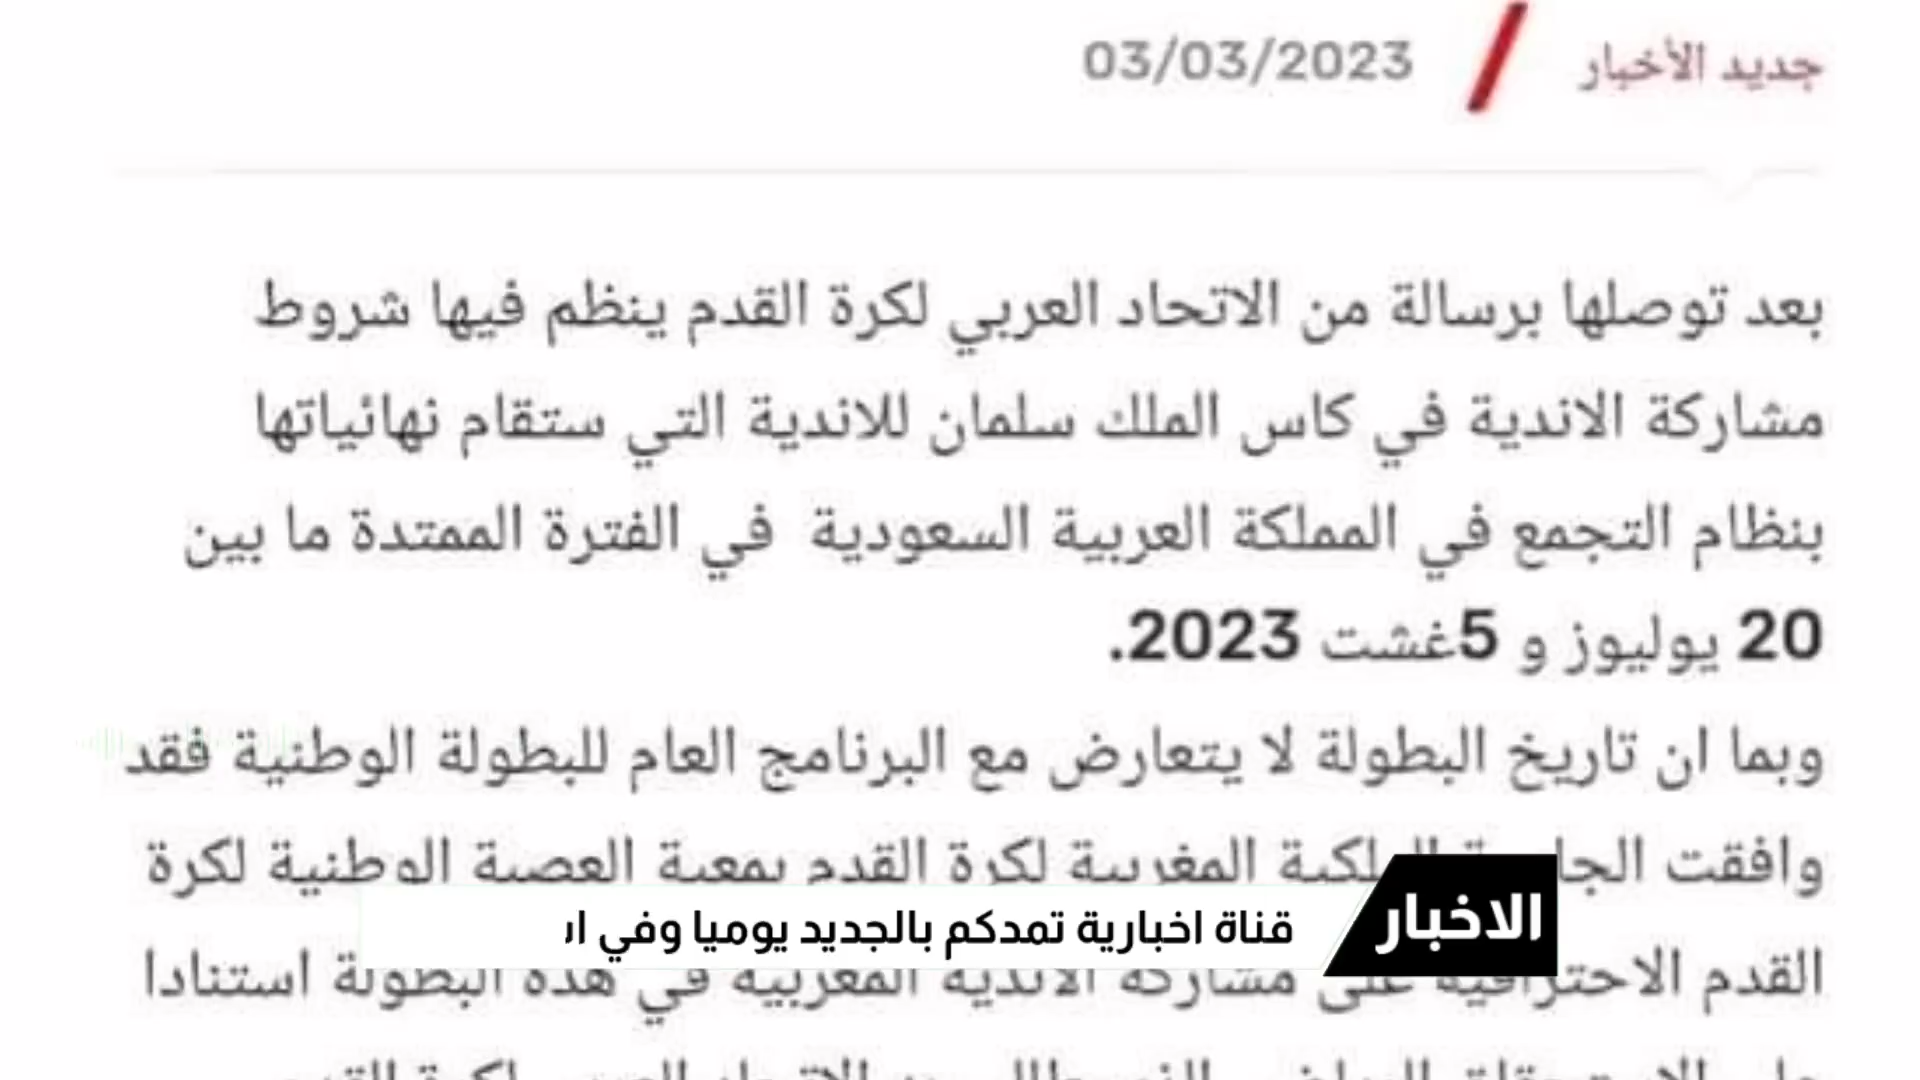 جديد الأخبار / 03/03/2023
بعد توصلها برسالة من الاتحاد العربي لكرة القدم ينظم فيها شروط
مشاركة الاندية في كاس الملك سلمان للاندية التي ستقام نهائياتها
بنظام التجمع في المملكة العربية السعودية في الفترة الممتدة ما بين
20 يوليوز و 5غشت 2023.
وبما ان تاريخ البطولة لا يتعارض مع البرنامج العام للبطولة الوطنية فقد
وافقت المغربية لكرة القدم بمعية العصبة الوطنية لكرة
الاخبار
قناة اخبارية تمدكم بالجديد يوميا وفي
القدم الاحترافية على مشاركة الاندية المغربية في هذه البطولة استنادا